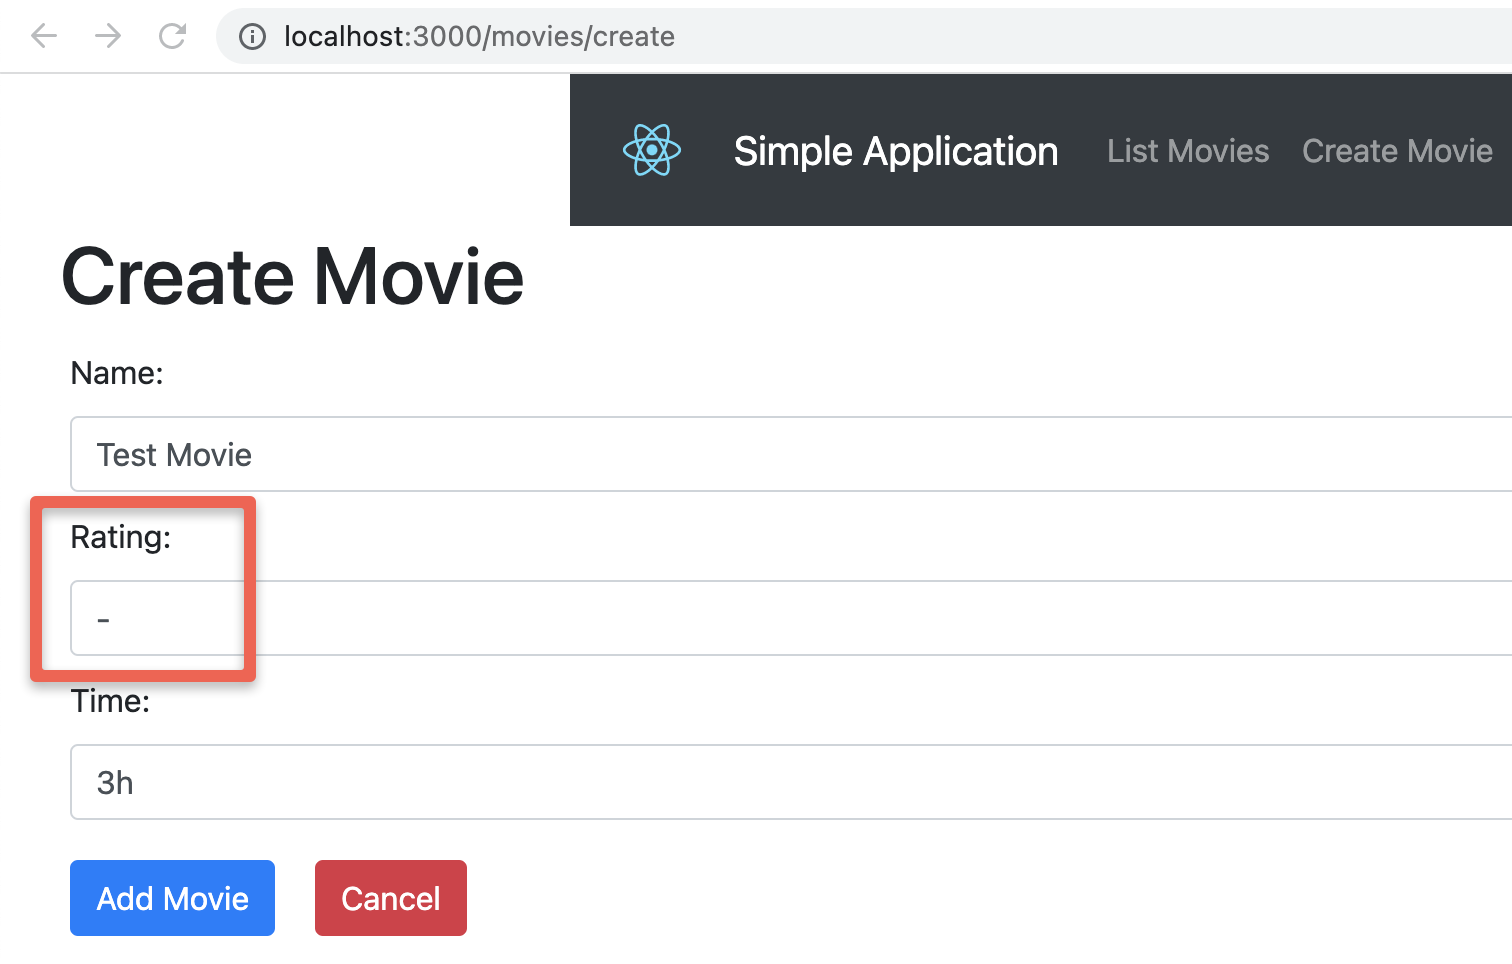 localhost:3000/movies/create
Simple Application List Movies Create Movie
Create Movie
Name:
Test Movie
Rating:
-
Time:
3h
Add Movie Cancel